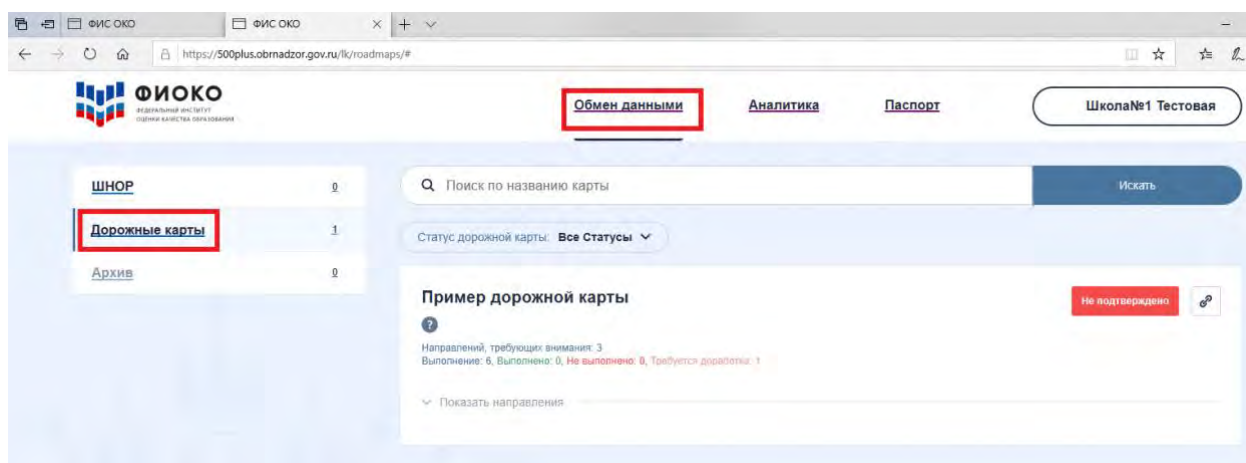 ФИС ОКО
ФИС ОКО
https://500plus.obrnadzor.gov.ru/lk/roadmaps/#
ФИОКО
ФЕДЕРАЛЬНЫЙ ИНСТИТУТ
ОЦЕНКИ КАЧЕСТВА ОБРАЗОВАНИЯ
Обмен данными
Аналитика
Паспорт
Школа№1 Тестовая
ШНОР 0
Дорожные карты 1
Архив 0
Поиск по названию карты
Искать
Статус дорожной карты: Все Статусы
Пример дорожной карты
Не подтверждено
?
Направлений, требующих внимания: 3
Выполнение: 6, Выполнено: 0, Не выполнено: 0, Требуется доработка: 1
Показать направления